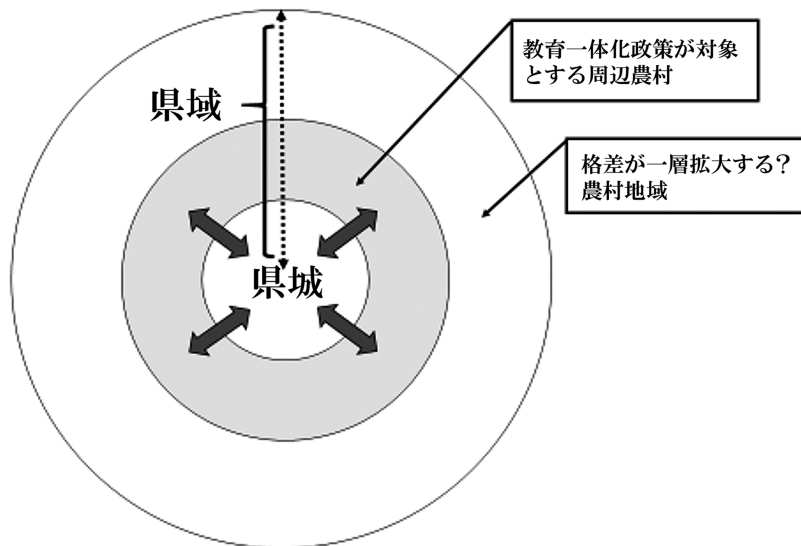 教育一体化政策が対象
とする周辺農村
県域
格差が一層拡大する？
農村地域
県城